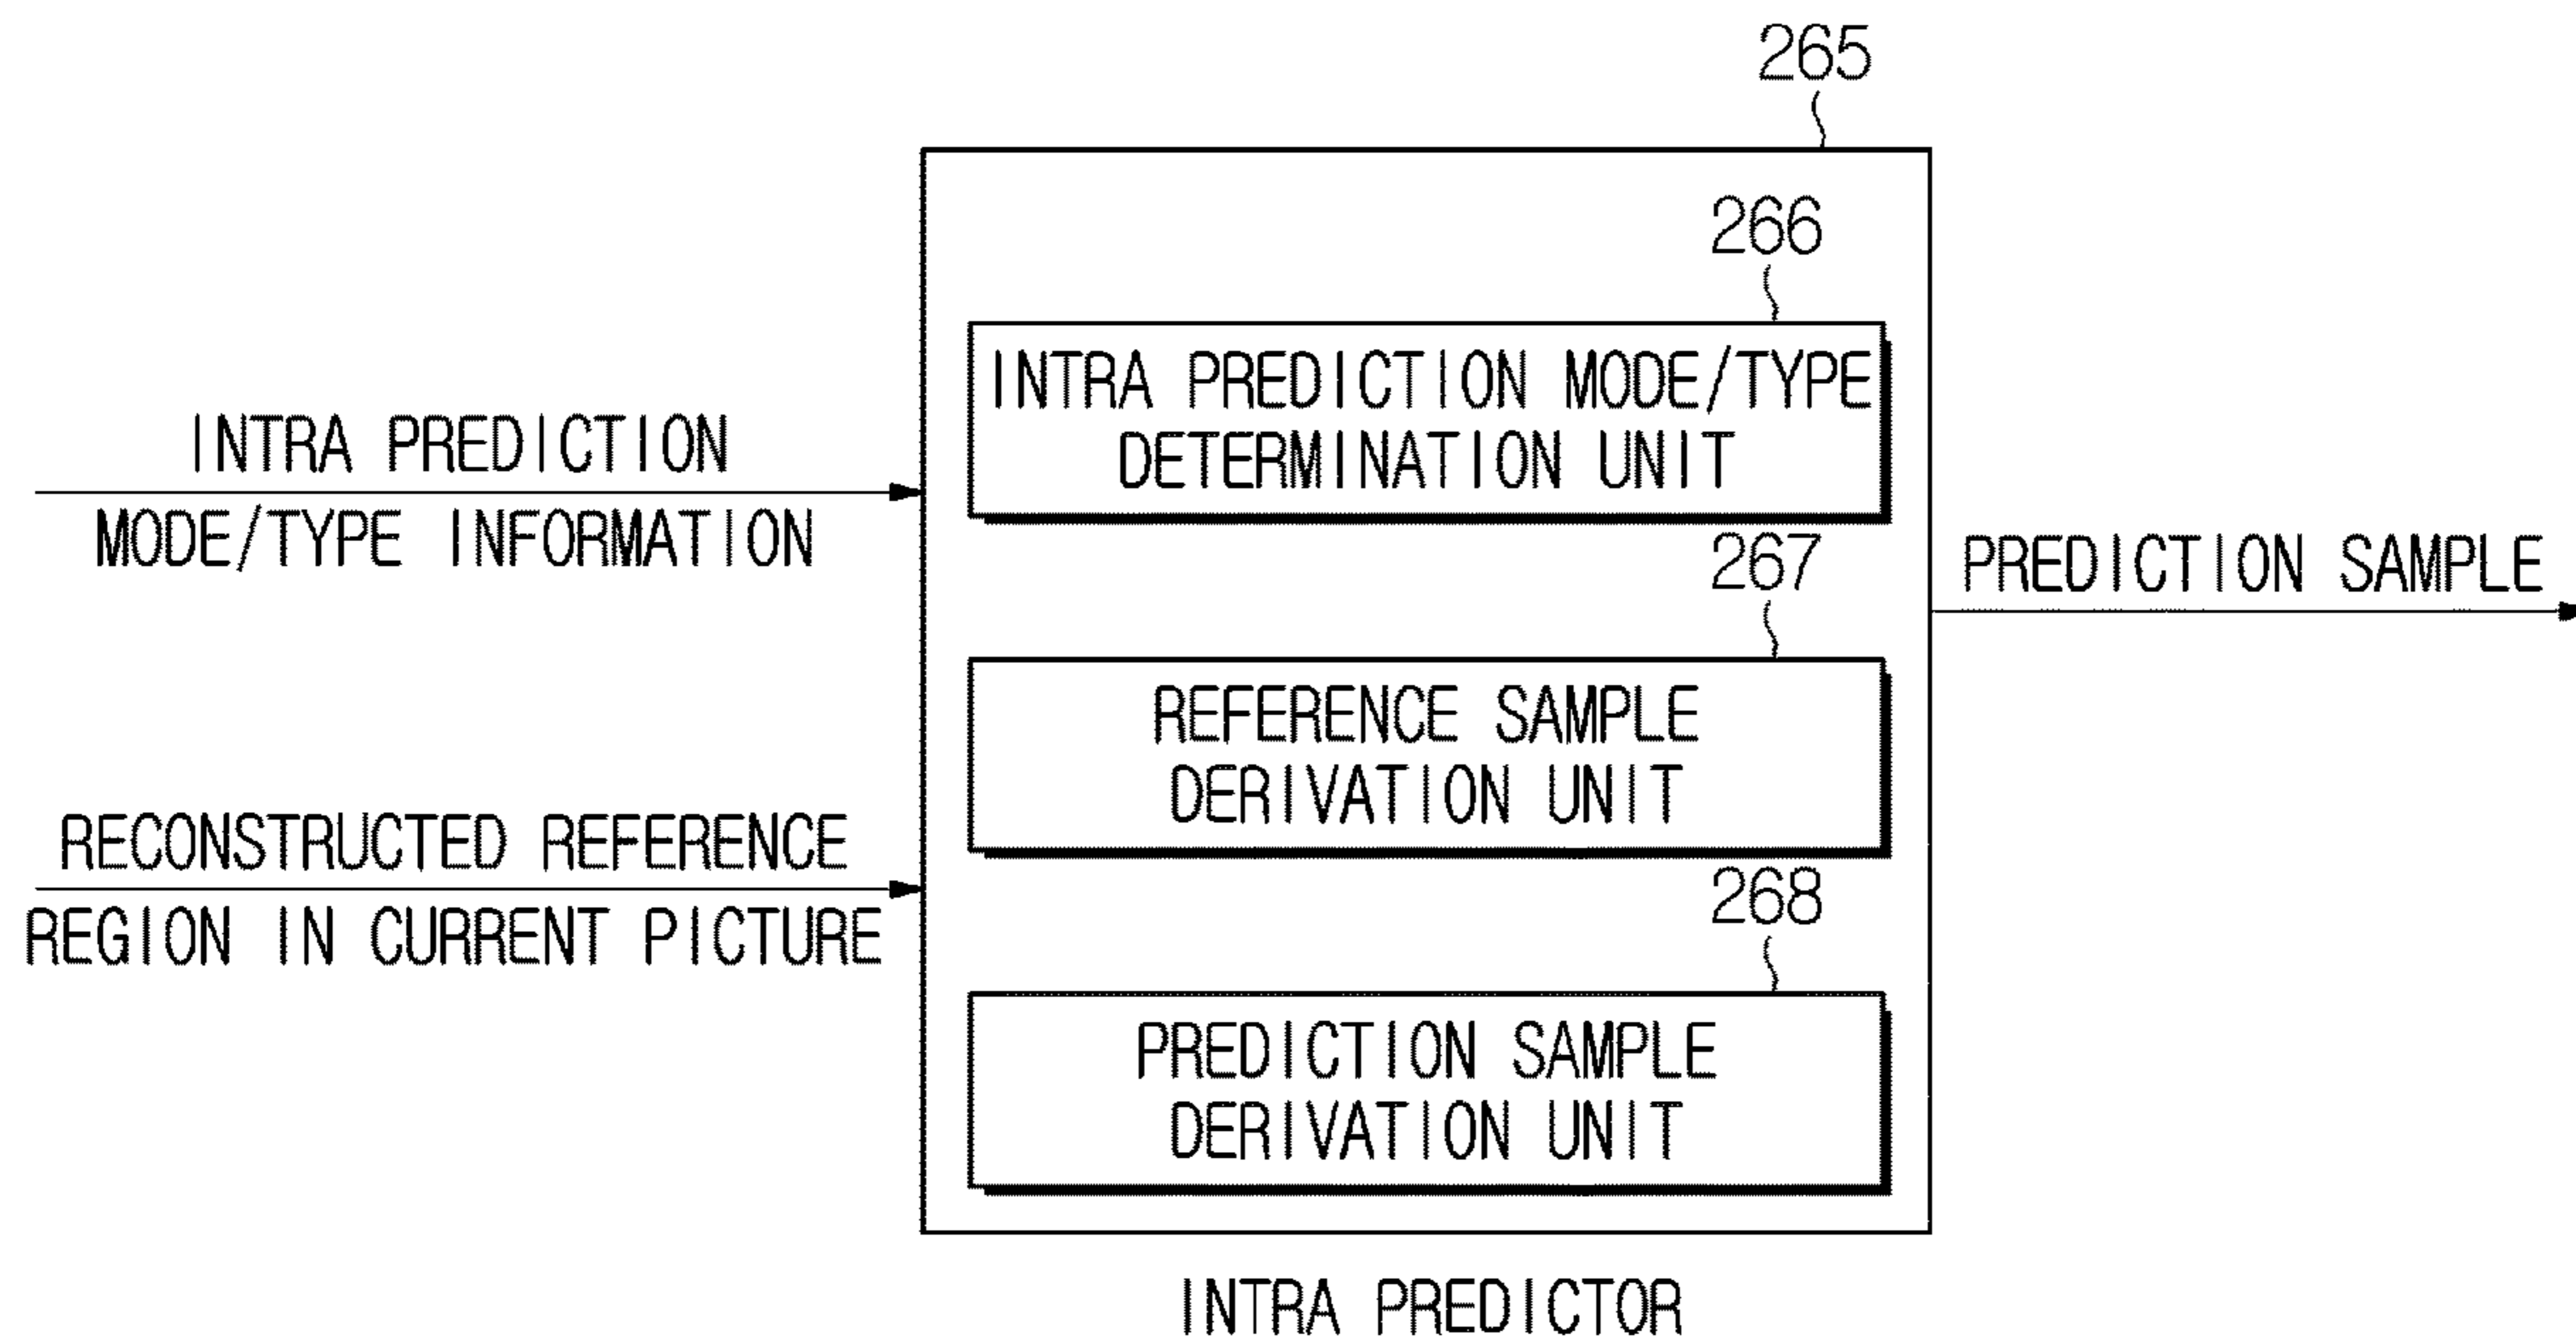 265
266
INTRA PREDICTION MODE/TYPE
DETERMINATION UNIT
INTRA PREDICTION
MODE/TYPE INFORMATION
267
PREDICTION SAMPLE
REFERENCE SAMPLE
DERIVATION UNIT
RECONSTRUCTED REFERENCE
REGION IN CURRENT PICTURE
268
PREDICTION SAMPLE
DERIVATION UNIT
INTRA PREDICTOR